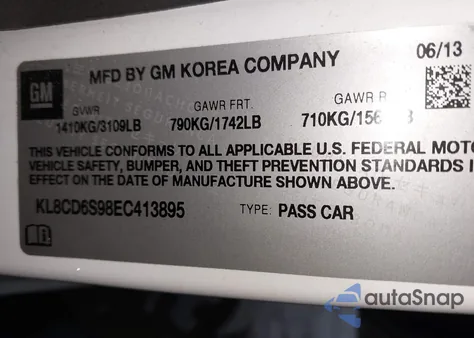 MFD BY GM KOREA COMPANY 06/13
GM
GVWR GAWR FRT. GAWR
1410KG/3109LB 790KG/1742LB 710KG/156
THIS VEHICLE CONFORMS TO ALL APPLICABLE U.S. FEDERAL
VEHICLE SAFETY, BUMPER, AND THEFT PREVENTION STANDARDS
EFFECT ON THE DATE OF MANUFACTURE SHOWN ABOVE.
KL8CD6S98EC413895 TYPE: PASS CAR
autoSnap